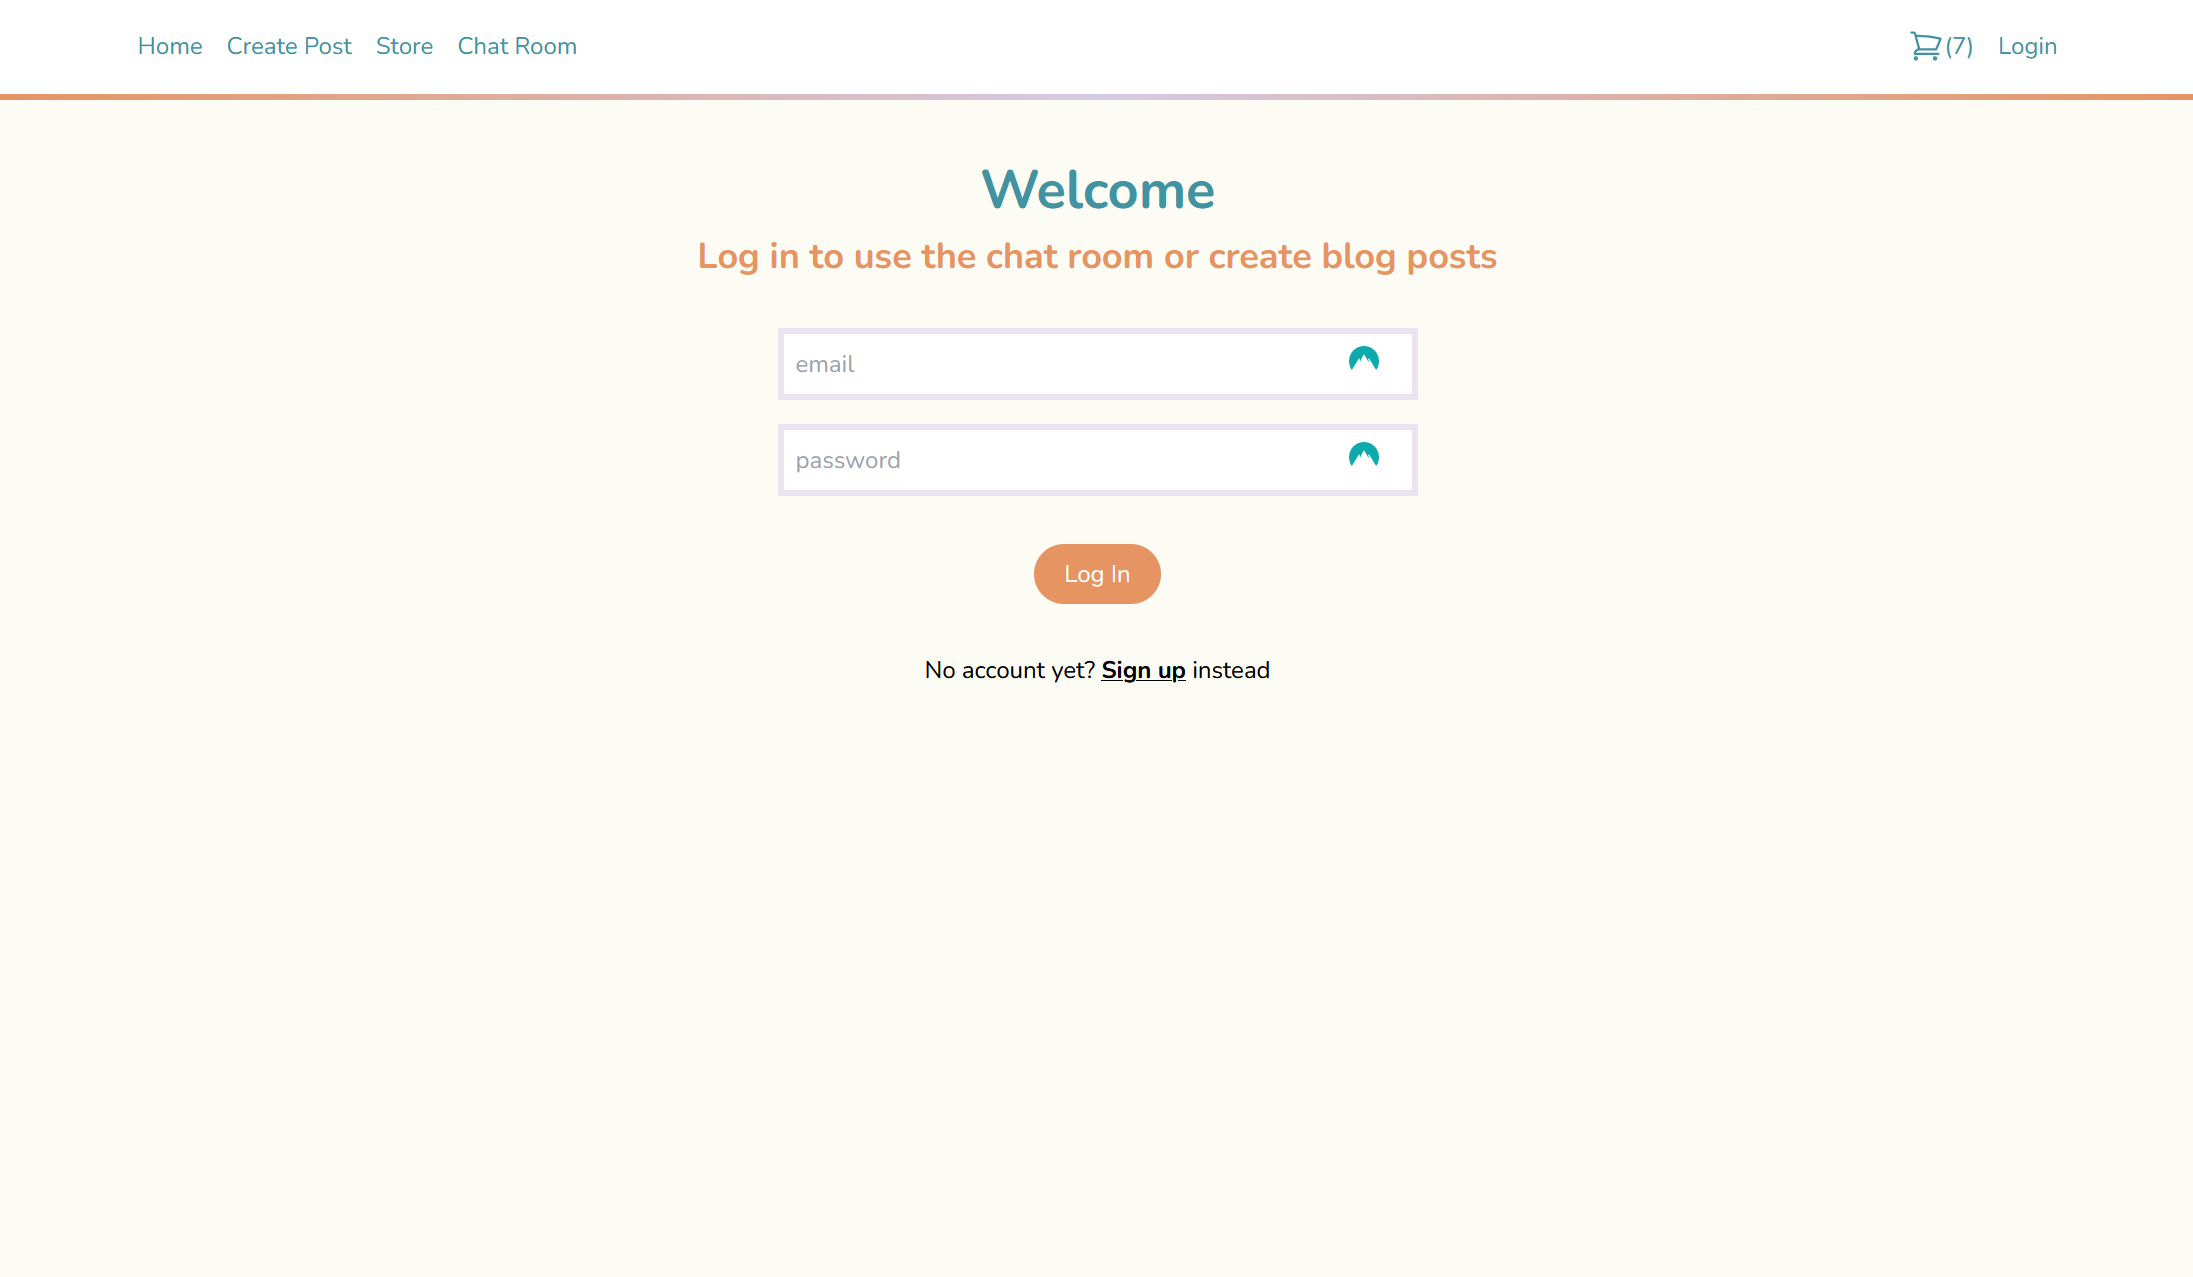 Home Create Post Store Chat Room (7) Login
Welcome
Log in to use the chat room or create blog posts
email
password
Log In
No account yet? Sign up instead